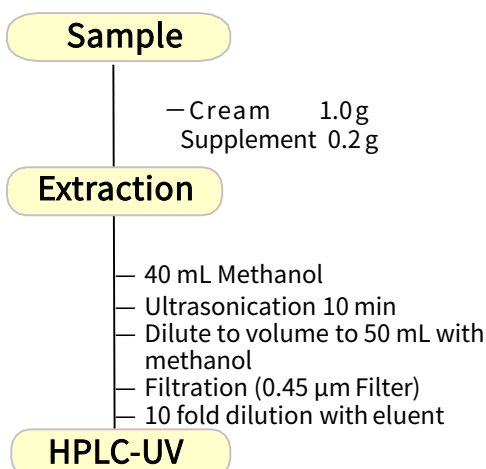 Sample
— Cream 1.0 g
Supplement 0.2 g
Extraction
— 40 mL Methanol
— Ultrasonication 10 min
— Dilute to volume to 50 mL with
methanol
— Filtration (0.45 μm Filter)
— 10 fold dilution with eluent
HPLC-UV